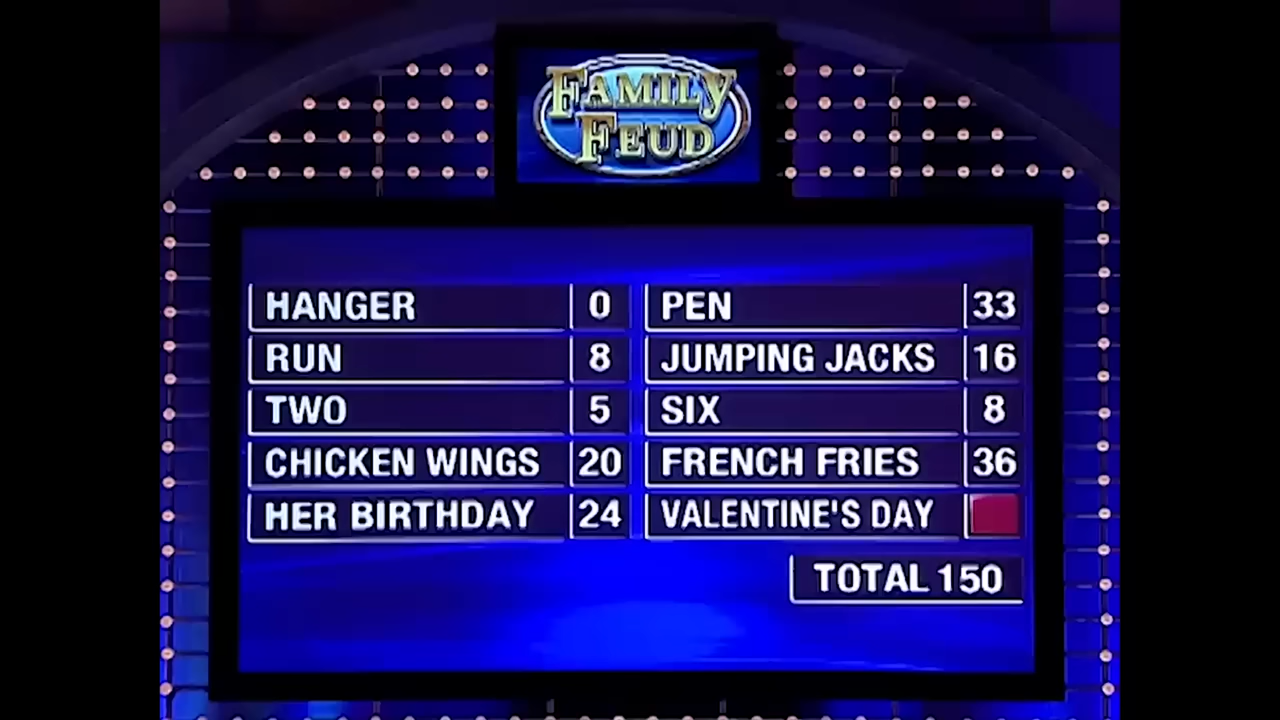 FAMILY
FEUD
HANGER 0 PEN 33
RUN 8 JUMPING JACKS 16
TWO 5 SIX 8
CHICKEN WINGS 20 FRENCH FRIES 36
HER BIRTHDAY 24 VALENTINE'S DAY
TOTAL 150